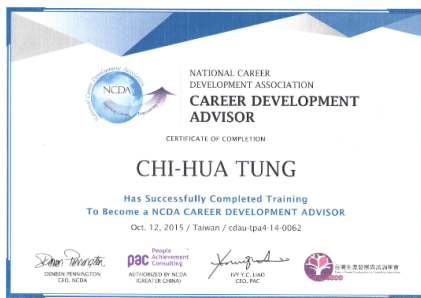 NCDA
NATIONAL CAREER
DEVELOPMENT ASSOCIATION
CAREER DEVELOPMENT
ADVISOR
CERTIFICATE OF COMPLETION
CHI-HUA TUNG
Has Successfully Completed Training
To Become a NCDA CAREER DEVELOPMENT ADVISOR
Oct. 12, 2015 / Taiwan / cdau-tpa4-14-0062
DENEEN PENNINGTON
CEO, NCDA
pac People
Achievement
Consulting
AUTHORIZED BY NCDA
(GREATER CHINA)
IVY Y.C. LIAO
CEO, PAC